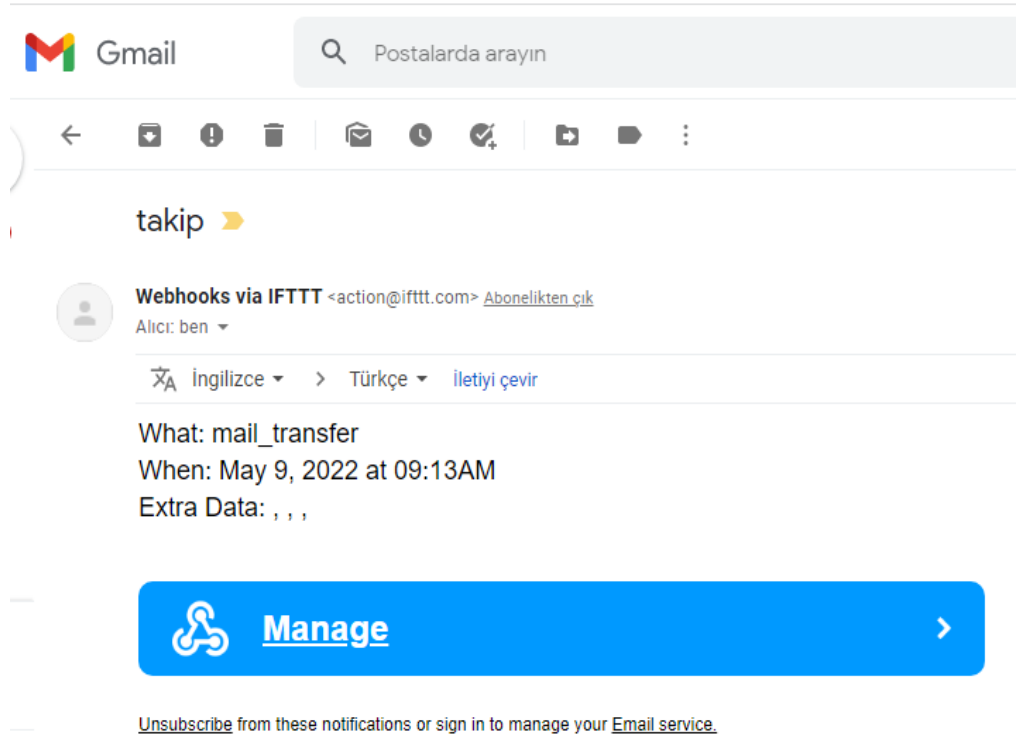 Gmail
Postalarda arayın
takip
Webhooks via IFTTT <action@ifttt.com> Abonelikten çık
Alıcı: ben
İngilizce > Türkçe İletiyi çevir
What: mail_transfer
When: May 9, 2022 at 09:13AM
Extra Data: , , ,
Manage
Unsubscribe from these notifications or sign in to manage your Email service.